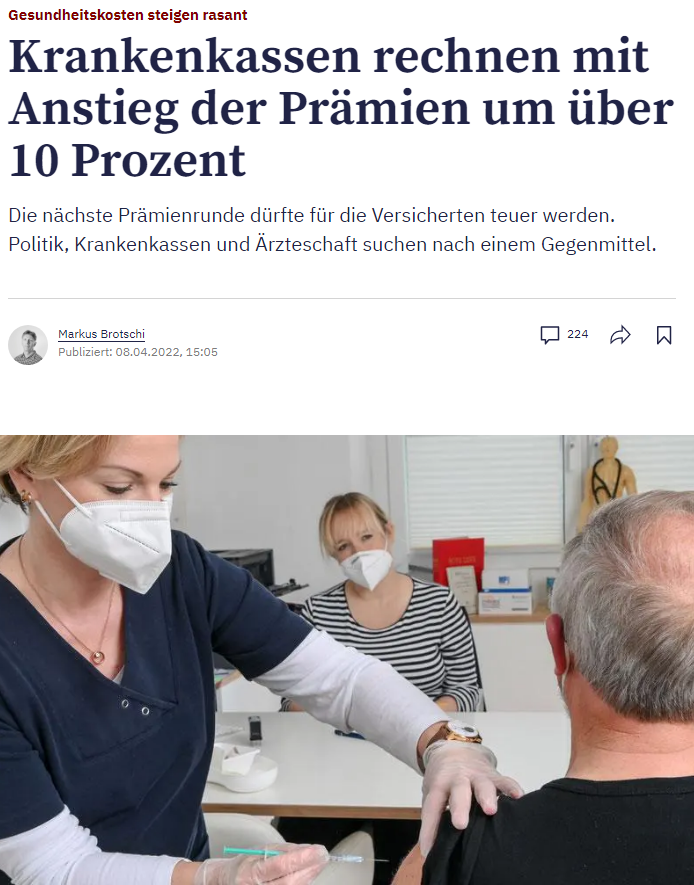 Gesundheitskosten steigen rasant
Krankenkassen rechnen mit
Anstieg der Prämien um über
10 Prozent
Die nächste Prämienrunde dürfte für die Versicherten teuer werden.
Politik, Krankenkassen und Ärzteschaft suchen nach einem Gegenmittel.
Markus Brotschi
Publiziert: 08.04.2022, 15:05
224